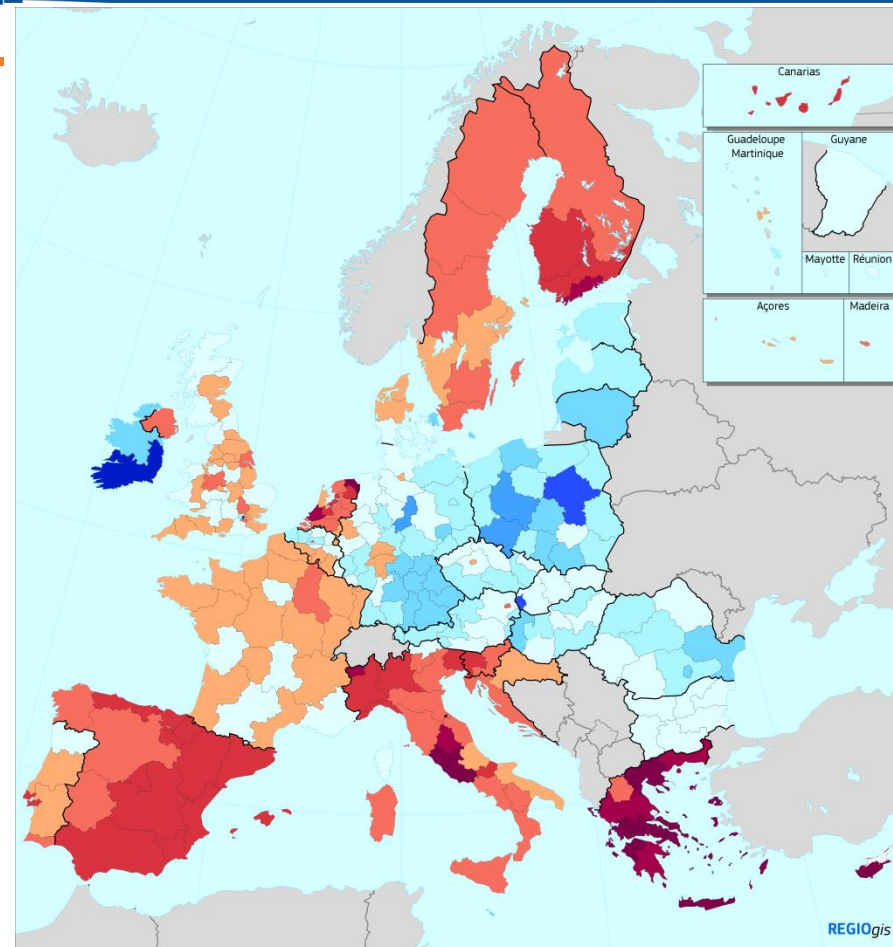 Canarias
Guadeloupe
Martinique
Guyane
Mayotte
Réunion
Açores
Madeira
REGIOgis